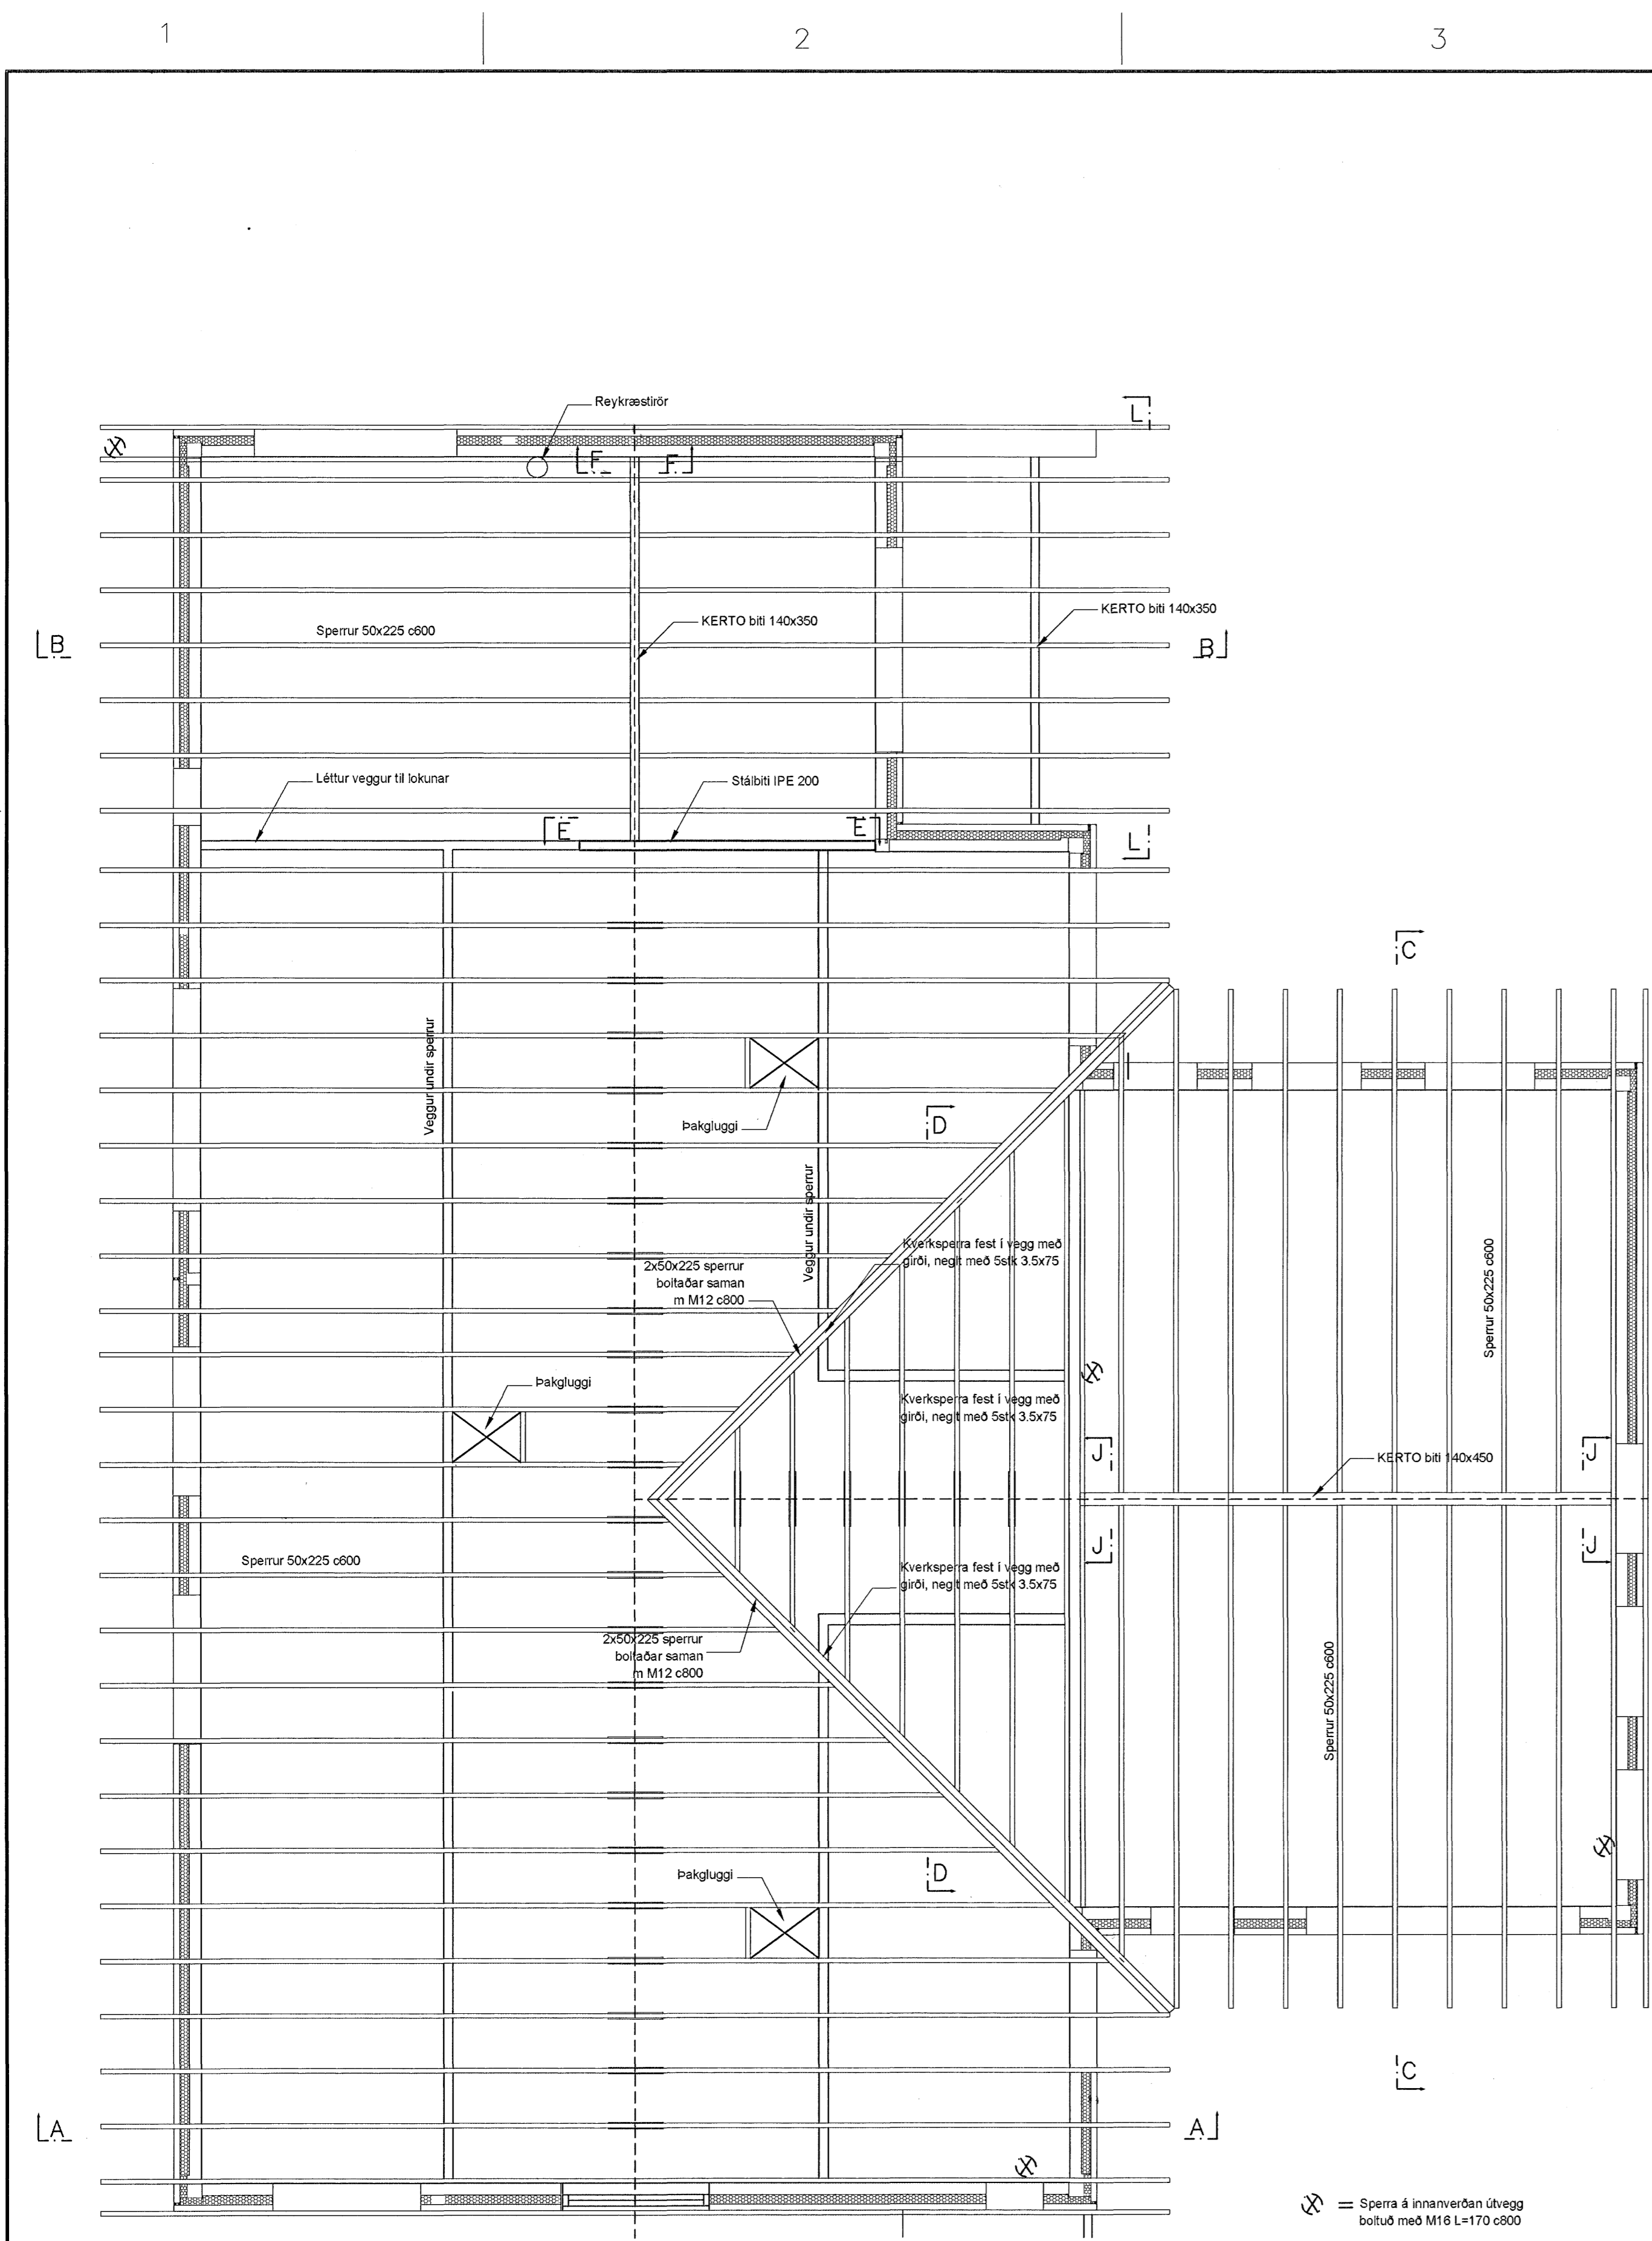 1
2
3
Reykræstirör
L
F
F
KERTO biti 140x350
KERTO biti 140x350
Sperrur 50x225 c600
B
B
Léttur veggur til lokunar
Stálbiti IPE 200
E
E
L
C
Veggur undir sperrur
Þakgluggi
D
Veggur undir sperrur
Kverksperra fest í vegg með
girði, neglt með 5stk 3.5x75
2x50x225 sperrur
boltaðar saman
m M12 c800
Sperrur 50x225 c600
Þakgluggi
Kverksperra fest í vegg með
girði, neglt með 5stk 3.5x75
J
J
KERTO biti 140x450
J
J
Sperrur 50x225 c600
Kverksperra fest í vegg með
girði, neglt með 5stk 3.5x75
2x50x225 sperrur
boltaðar saman
m M12 c800
Sperrur 50x225 c600
Þakgluggi
D
C
A
A
X
X
X
X
X = Sperra á innanverðan útvegg
boltuð með M16 L=170 c800